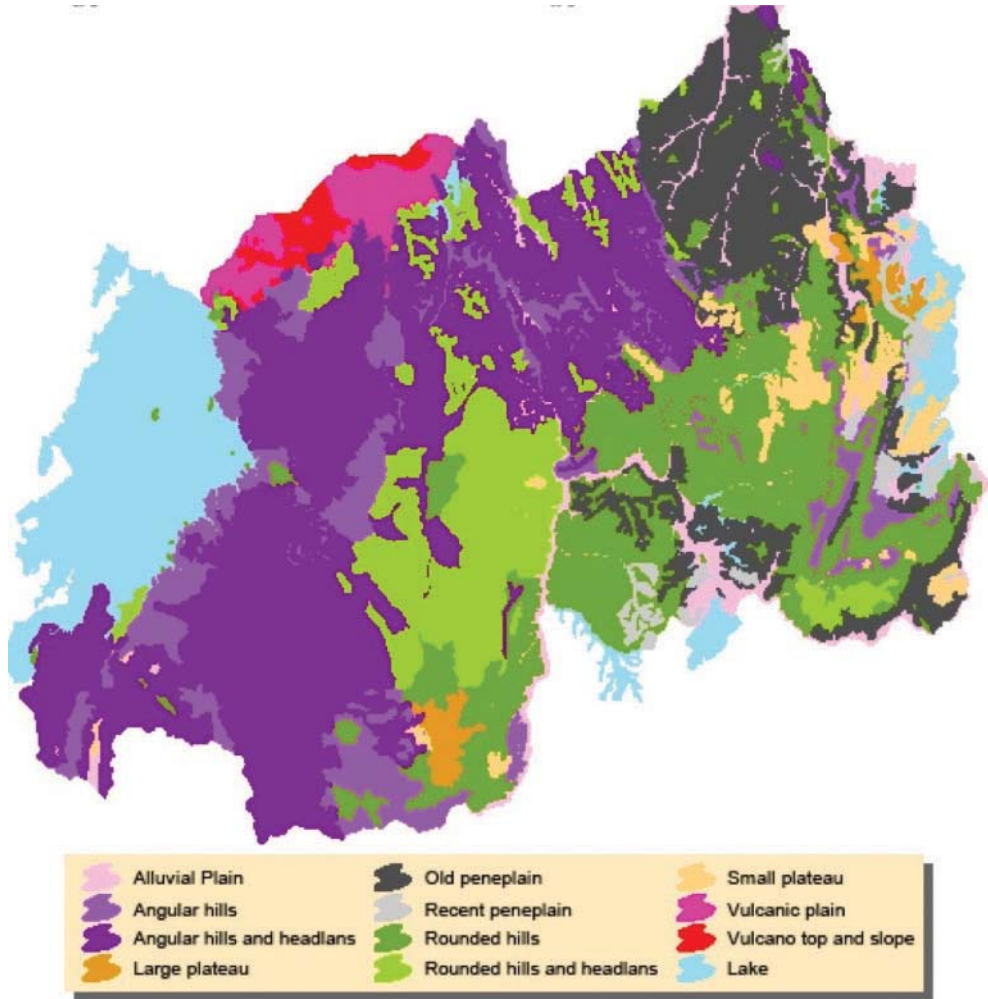 Alluvial Plain
Angular hills
Angular hills and headlans
Large plateau
Old peneplain
Recent peneplain
Rounded hills
Rounded hills and headlans
Small plateau
Vulcanic plain
Vulcano top and slope
Lake